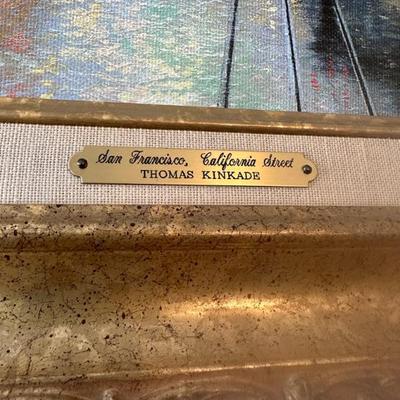 San Francisco, California Street
THOMAS KINKADE